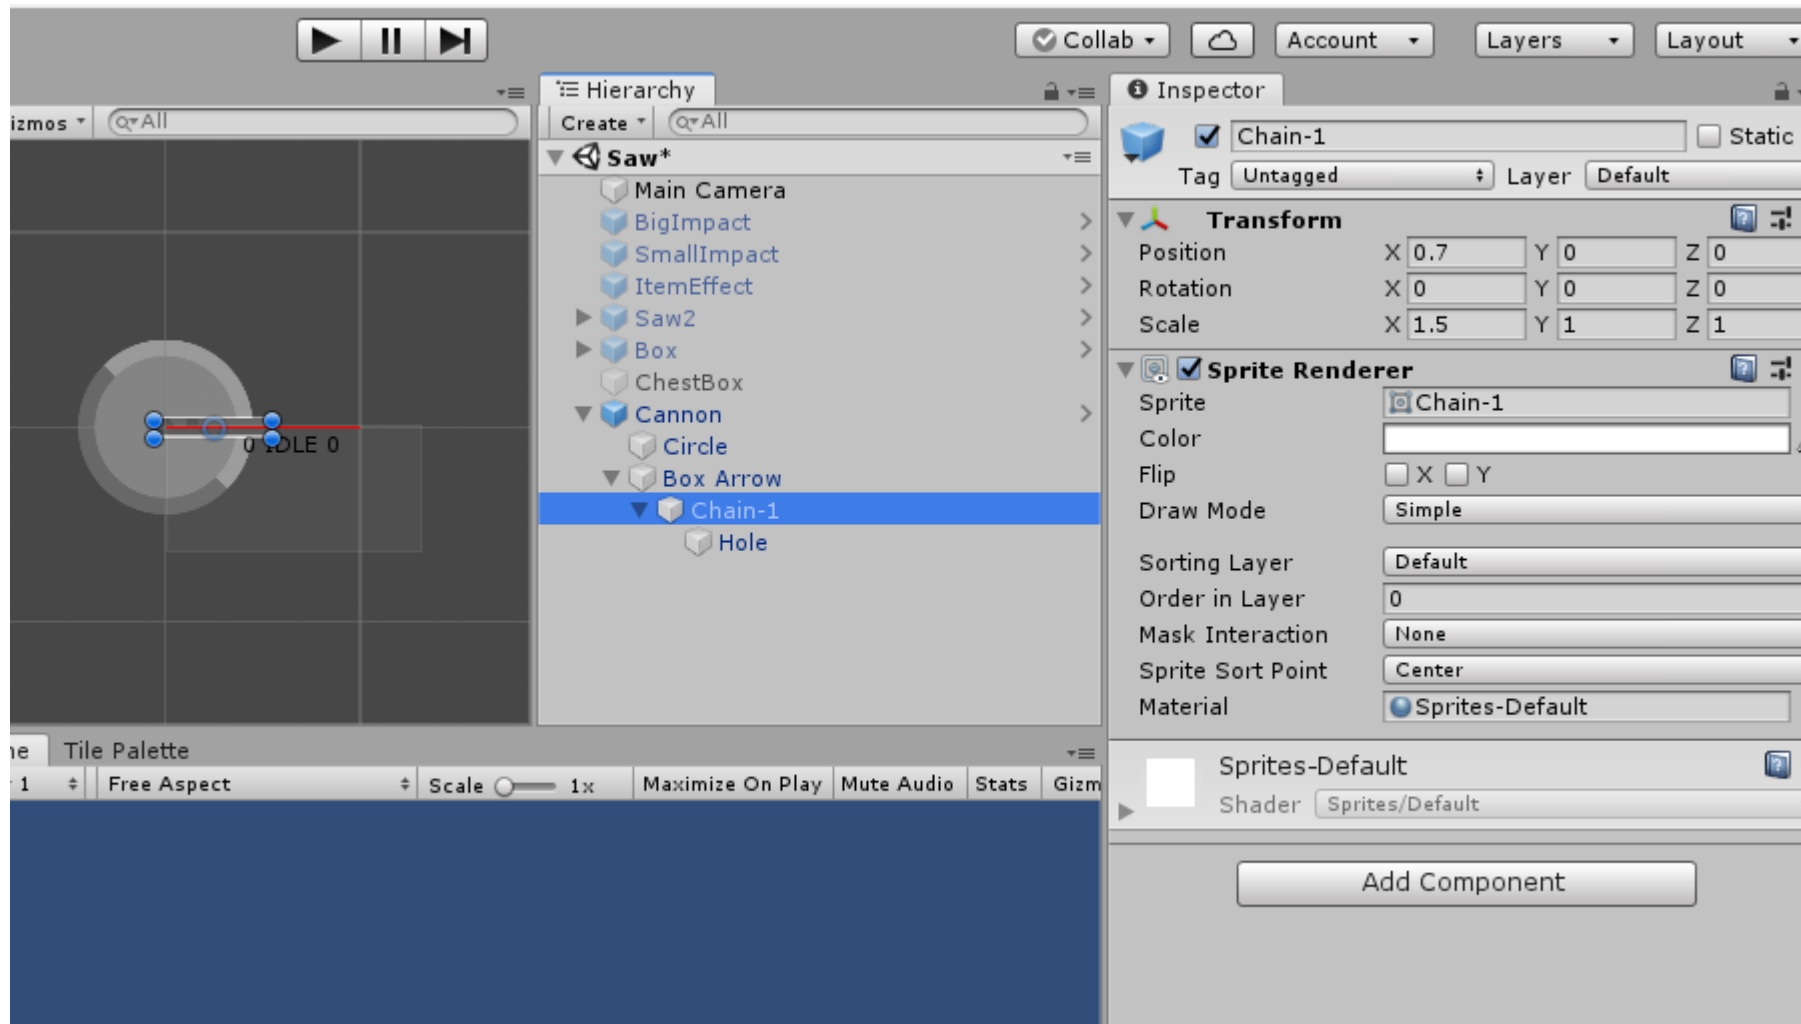 Collab
Account
Layers
Layout
izmos
All
Hierarchy
Create
All
Saw*
Main Camera
BigImpact
SmallImpact
ItemEffect
Saw2
Box
ChestBox
Cannon
Circle
Box Arrow
Chain-1
Hole
0 IDLE 0
Inspector
Chain-1
Static
Tag Untagged Layer Default
Transform
Position X 0.7 Y 0 Z 0
Rotation X 0 Y 0 Z 0
Scale X 1.5 Y 1 Z 1
Sprite Renderer
Sprite Chain-1
Color
Flip X Y
Draw Mode Simple
Sorting Layer Default
Order in Layer 0
Mask Interaction None
Sprite Sort Point Center
Material Sprites-Default
Sprites-Default
Shader Sprites/Default
Add Component
ne Tile Palette
1 Free Aspect Scale 1x Maximize On Play Mute Audio Stats Gizm